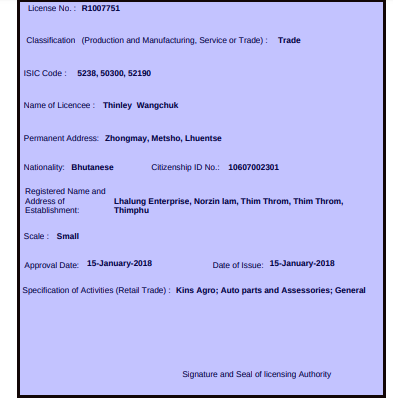 License No. : R1007751
Classification (Production and Manufacturing, Service or Trade) : Trade
ISIC Code : 5238, 50300, 52190
Name of Licencee : Thinley Wangchuk
Permanent Address: Zhongmay, Metsho, Lhuentse
Nationality: Bhutanese Citizenship ID No.: 10607002301
Registered Name and
Address of
Establishment:
Lhalung Enterprise, Norzin lam, Thim Throm, Thim Throm,
Thimphu
Scale : Small
Approval Date: 15-January-2018 Date of Issue: 15-January-2018
Specification of Activities (Retail Trade) : Kins Agro; Auto parts and Assessories; General
Signature and Seal of licensing Authority